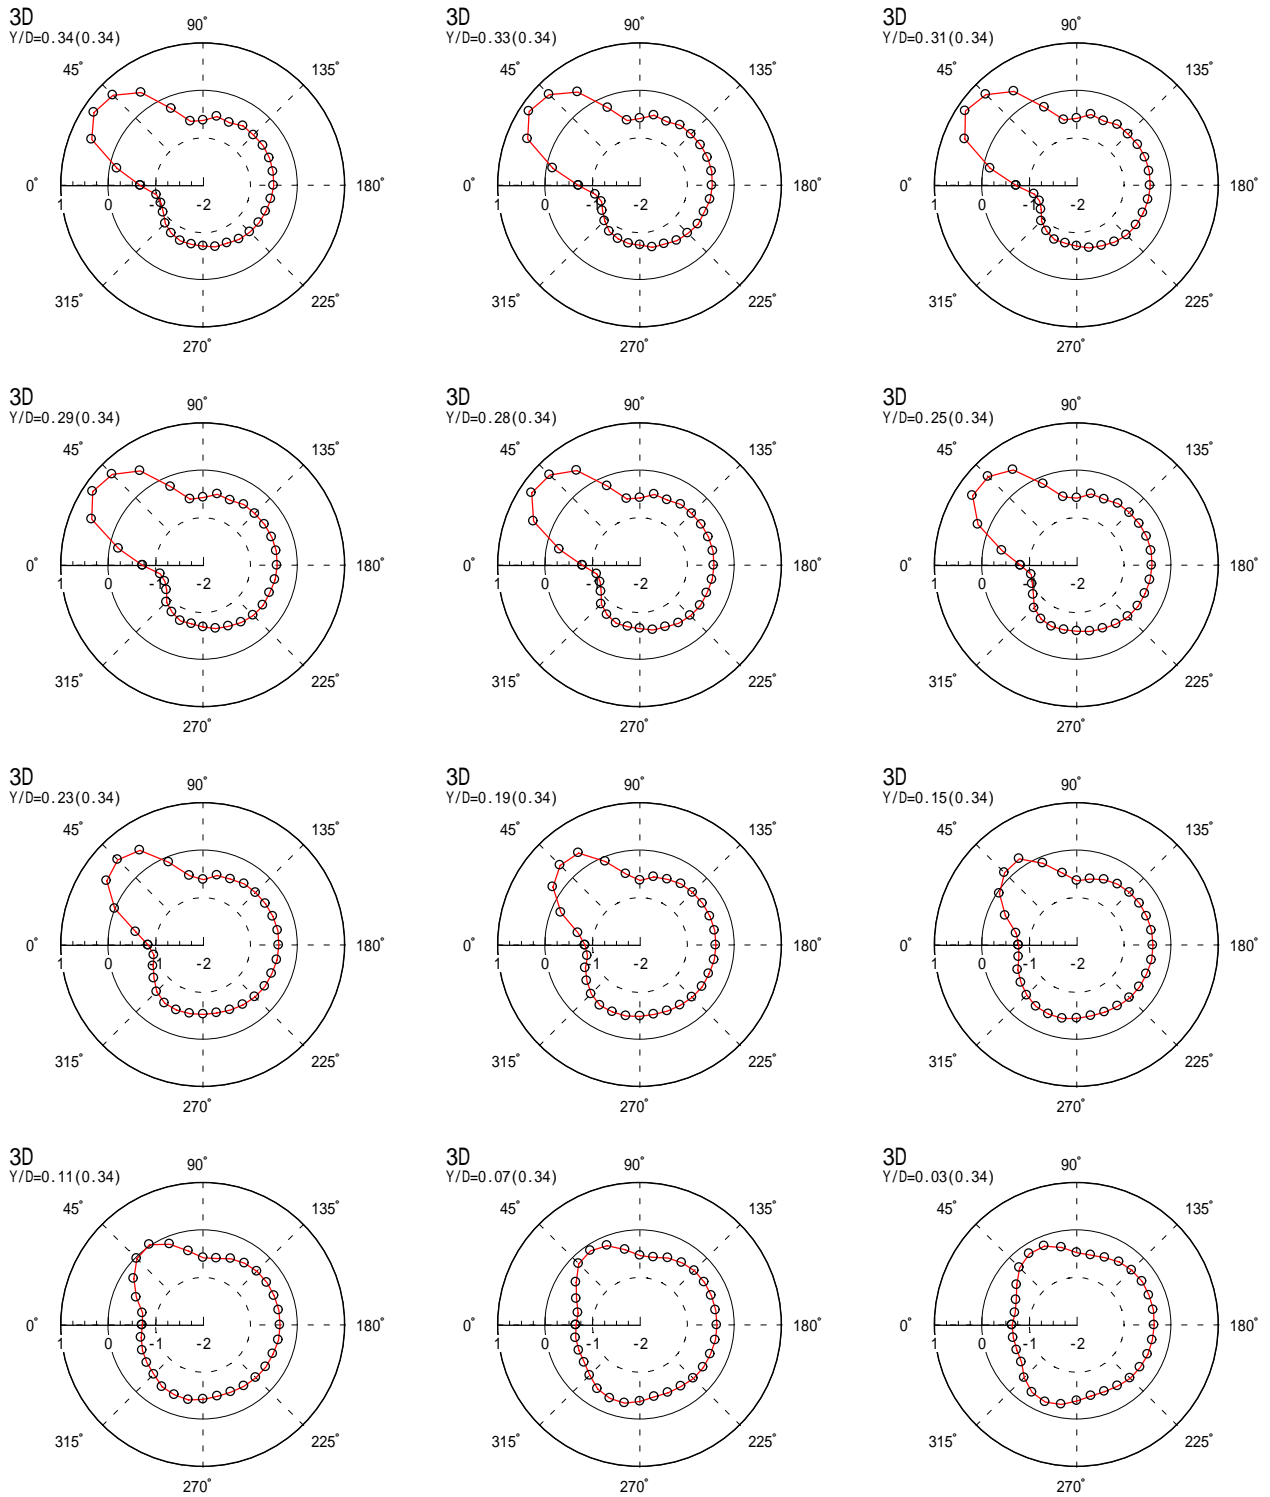 3D
Y/D=0.34(0.34)
90°
45°
135°
0°
180°
1 0 -1 -2
315°
225°
270°
3D
Y/D=0.33(0.34)
90°
45°
135°
0°
180°
1 0 -1 -2
315°
225°
270°
3D
Y/D=0.31(0.34)
90°
45°
135°
0°
180°
1 0 -1 -2
315°
225°
270°
3D
Y/D=0.29(0.34)
90°
45°
135°
0°
180°
1 0 -1 -2
315°
225°
270°
3D
Y/D=0.28(0.34)
90°
45°
135°
0°
180°
1 0 -1 -2
315°
225°
270°
3D
Y/D=0.25(0.34)
90°
45°
135°
0°
180°
1 0 -1 -2
315°
225°
270°
3D
Y/D=0.23(0.34)
90°
45°
135°
0°
180°
1 0 -1 -2
315°
225°
270°
3D
Y/D=0.19(0.34)
90°
45°
135°
0°
180°
1 0 -1 -2
315°
225°
270°
3D
Y/D=0.15(0.34)
90°
45°
135°
0°
180°
1 0 -1 -2
315°
225°
270°
3D
Y/D=0.11(0.34)
90°
45°
135°
0°
180°
1 0 -1 -2
315°
225°
270°
3D
Y/D=0.07(0.34)
90°
45°
135°
0°
180°
1 0 -1 -2
315°
225°
270°
3D
Y/D=0.03(0.34)
90°
45°
135°
0°
180°
1 0 -1 -2
315°
225°
270°